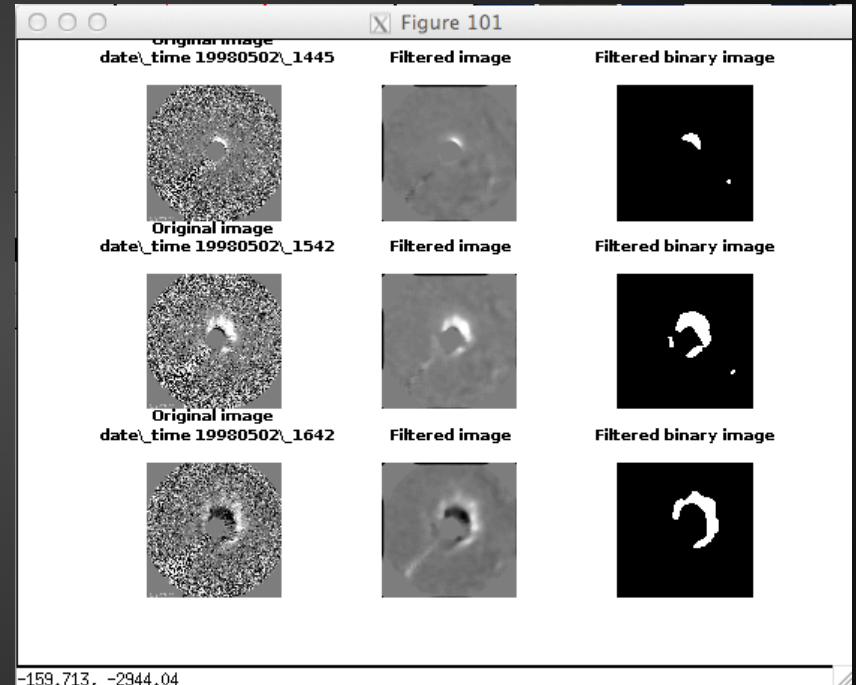 Figure 101
Original image
date\_time 19980502\_1445
Filtered image
Filtered binary image
Original image
date\_time 19980502\_1542
Filtered image
Filtered binary image
Original image
date\_time 19980502\_1642
Filtered image
Filtered binary image
-159.713, -2944.04